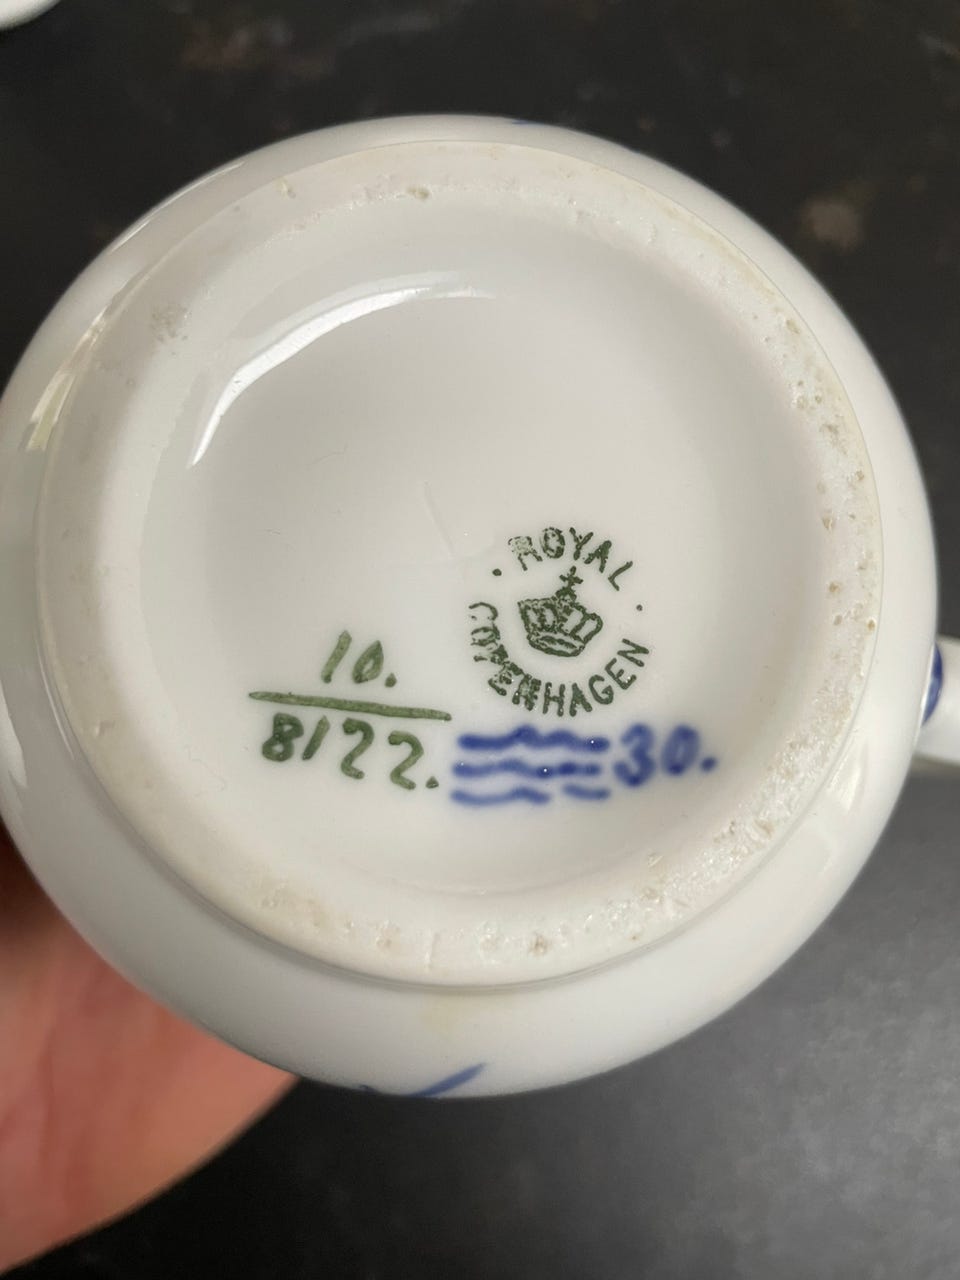 ROYAL
COPENHAGEN
10.
8122.
30.